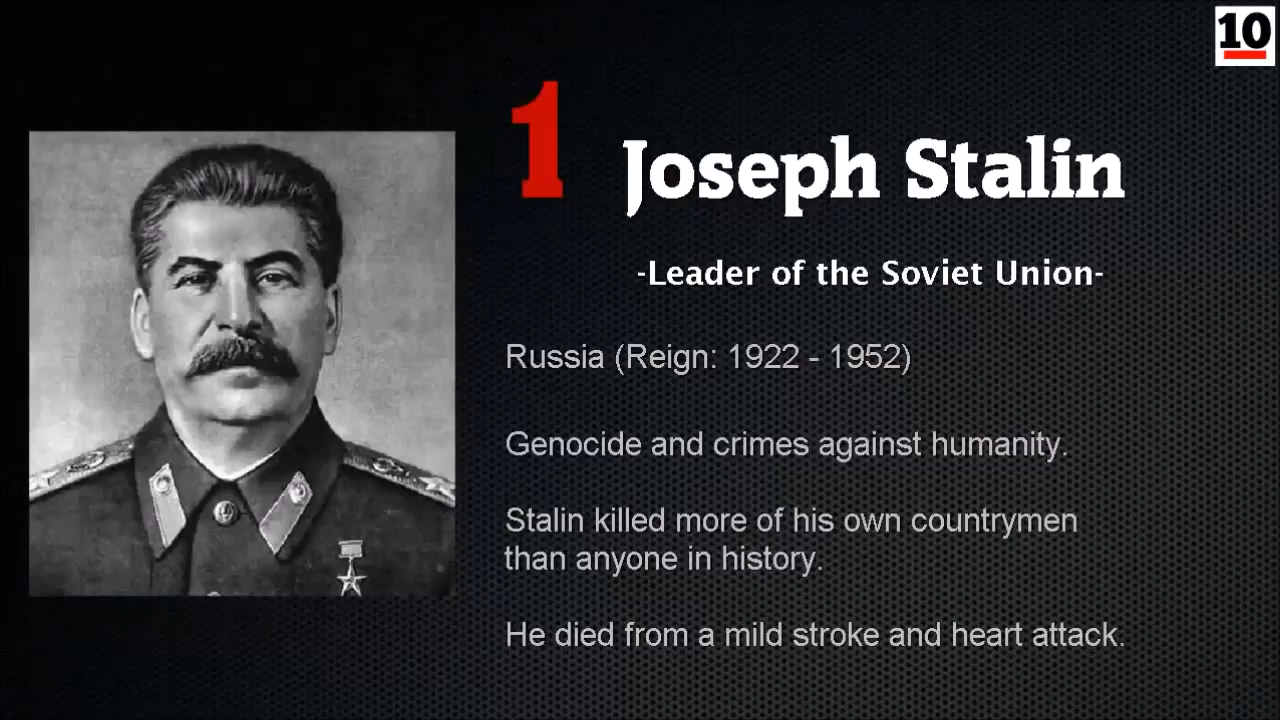 10
1
Joseph Stalin
-Leader of the Soviet Union-
Russia (Reign: 1922 - 1952)
Genocide and crimes against humanity.
Stalin killed more of his own countrymen
than anyone in history.
He died from a mild stroke and heart attack.